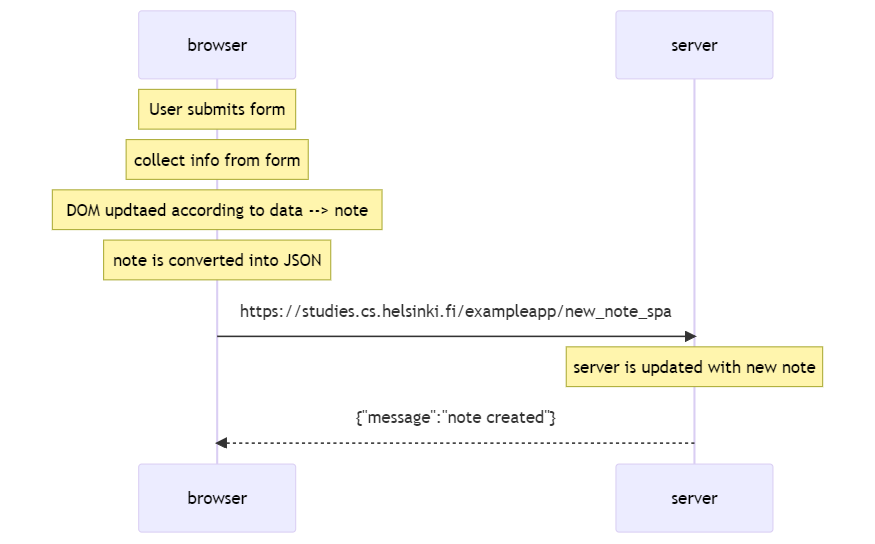 browser
server
User submits form
collect info from form
DOM updtaed according to data --> note
note is converted into JSON
https://studies.cs.helsinki.fi/exampleapp/new_note_spa
server is updated with new note
{"message":"note created"}
browser
server